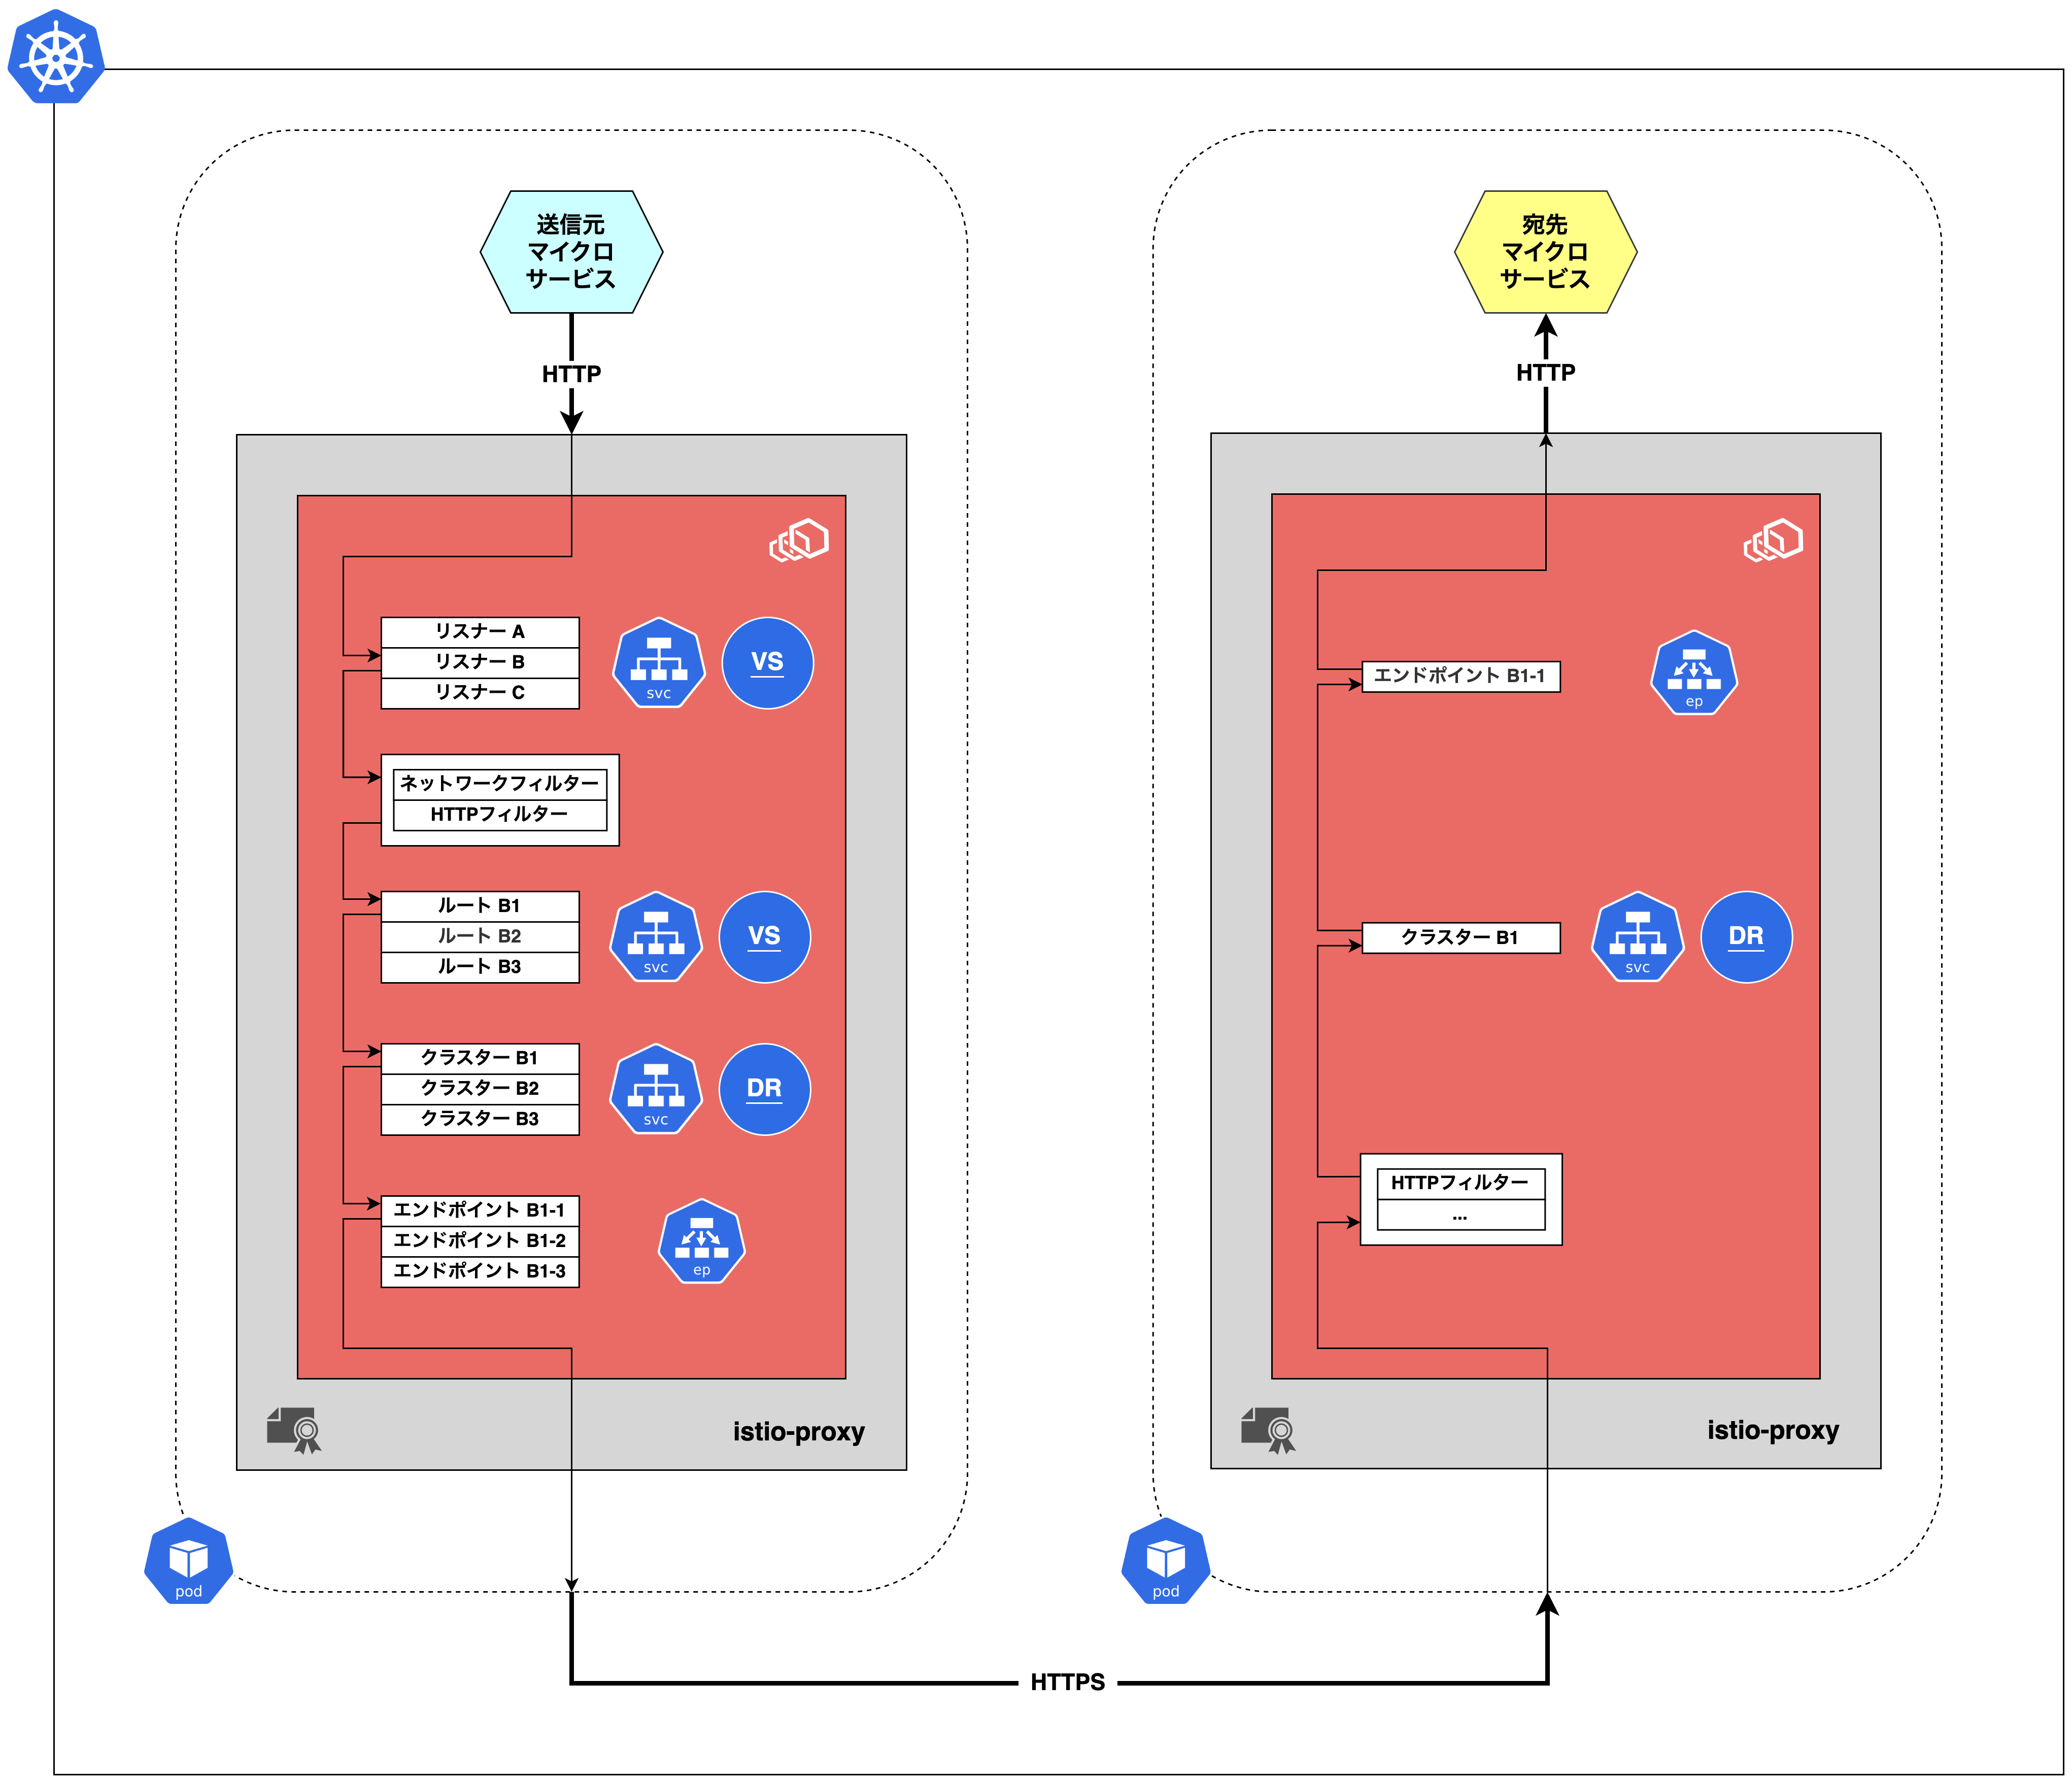 送信元
マイクロ
サービス
HTTP
リスナー A
リスナー B
リスナー C
svc
VS
ネットワークフィルター
HTTPフィルター
ルート B1
ルート B2
ルート B3
svc
VS
クラスター B1
クラスター B2
クラスター B3
svc
DR
エンドポイント B1-1
エンドポイント B1-2
エンドポイント B1-3
ep
istio-proxy
pod
HTTPS
宛先
マイクロ
サービス
HTTP
エンドポイント B1-1
ep
クラスター B1
svc
DR
HTTPフィルター
...
istio-proxy
pod